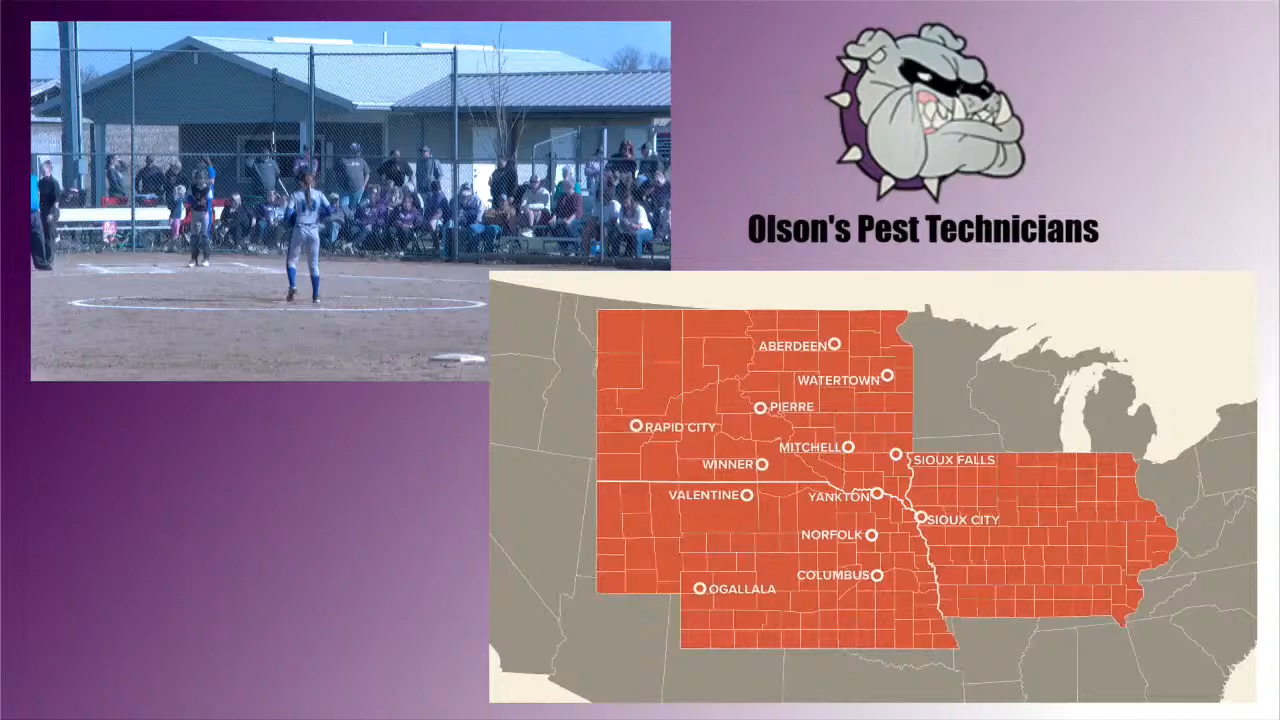 Olson's Pest Technicians
ABERDEEN
WATERTOWN
PIERRE
RAPID CITY
MITCHELL
SIOUX FALLS
WINNER
VALENTINE
YANKTON
SIOUX CITY
NORFOLK
COLUMBUS
OGALLALA